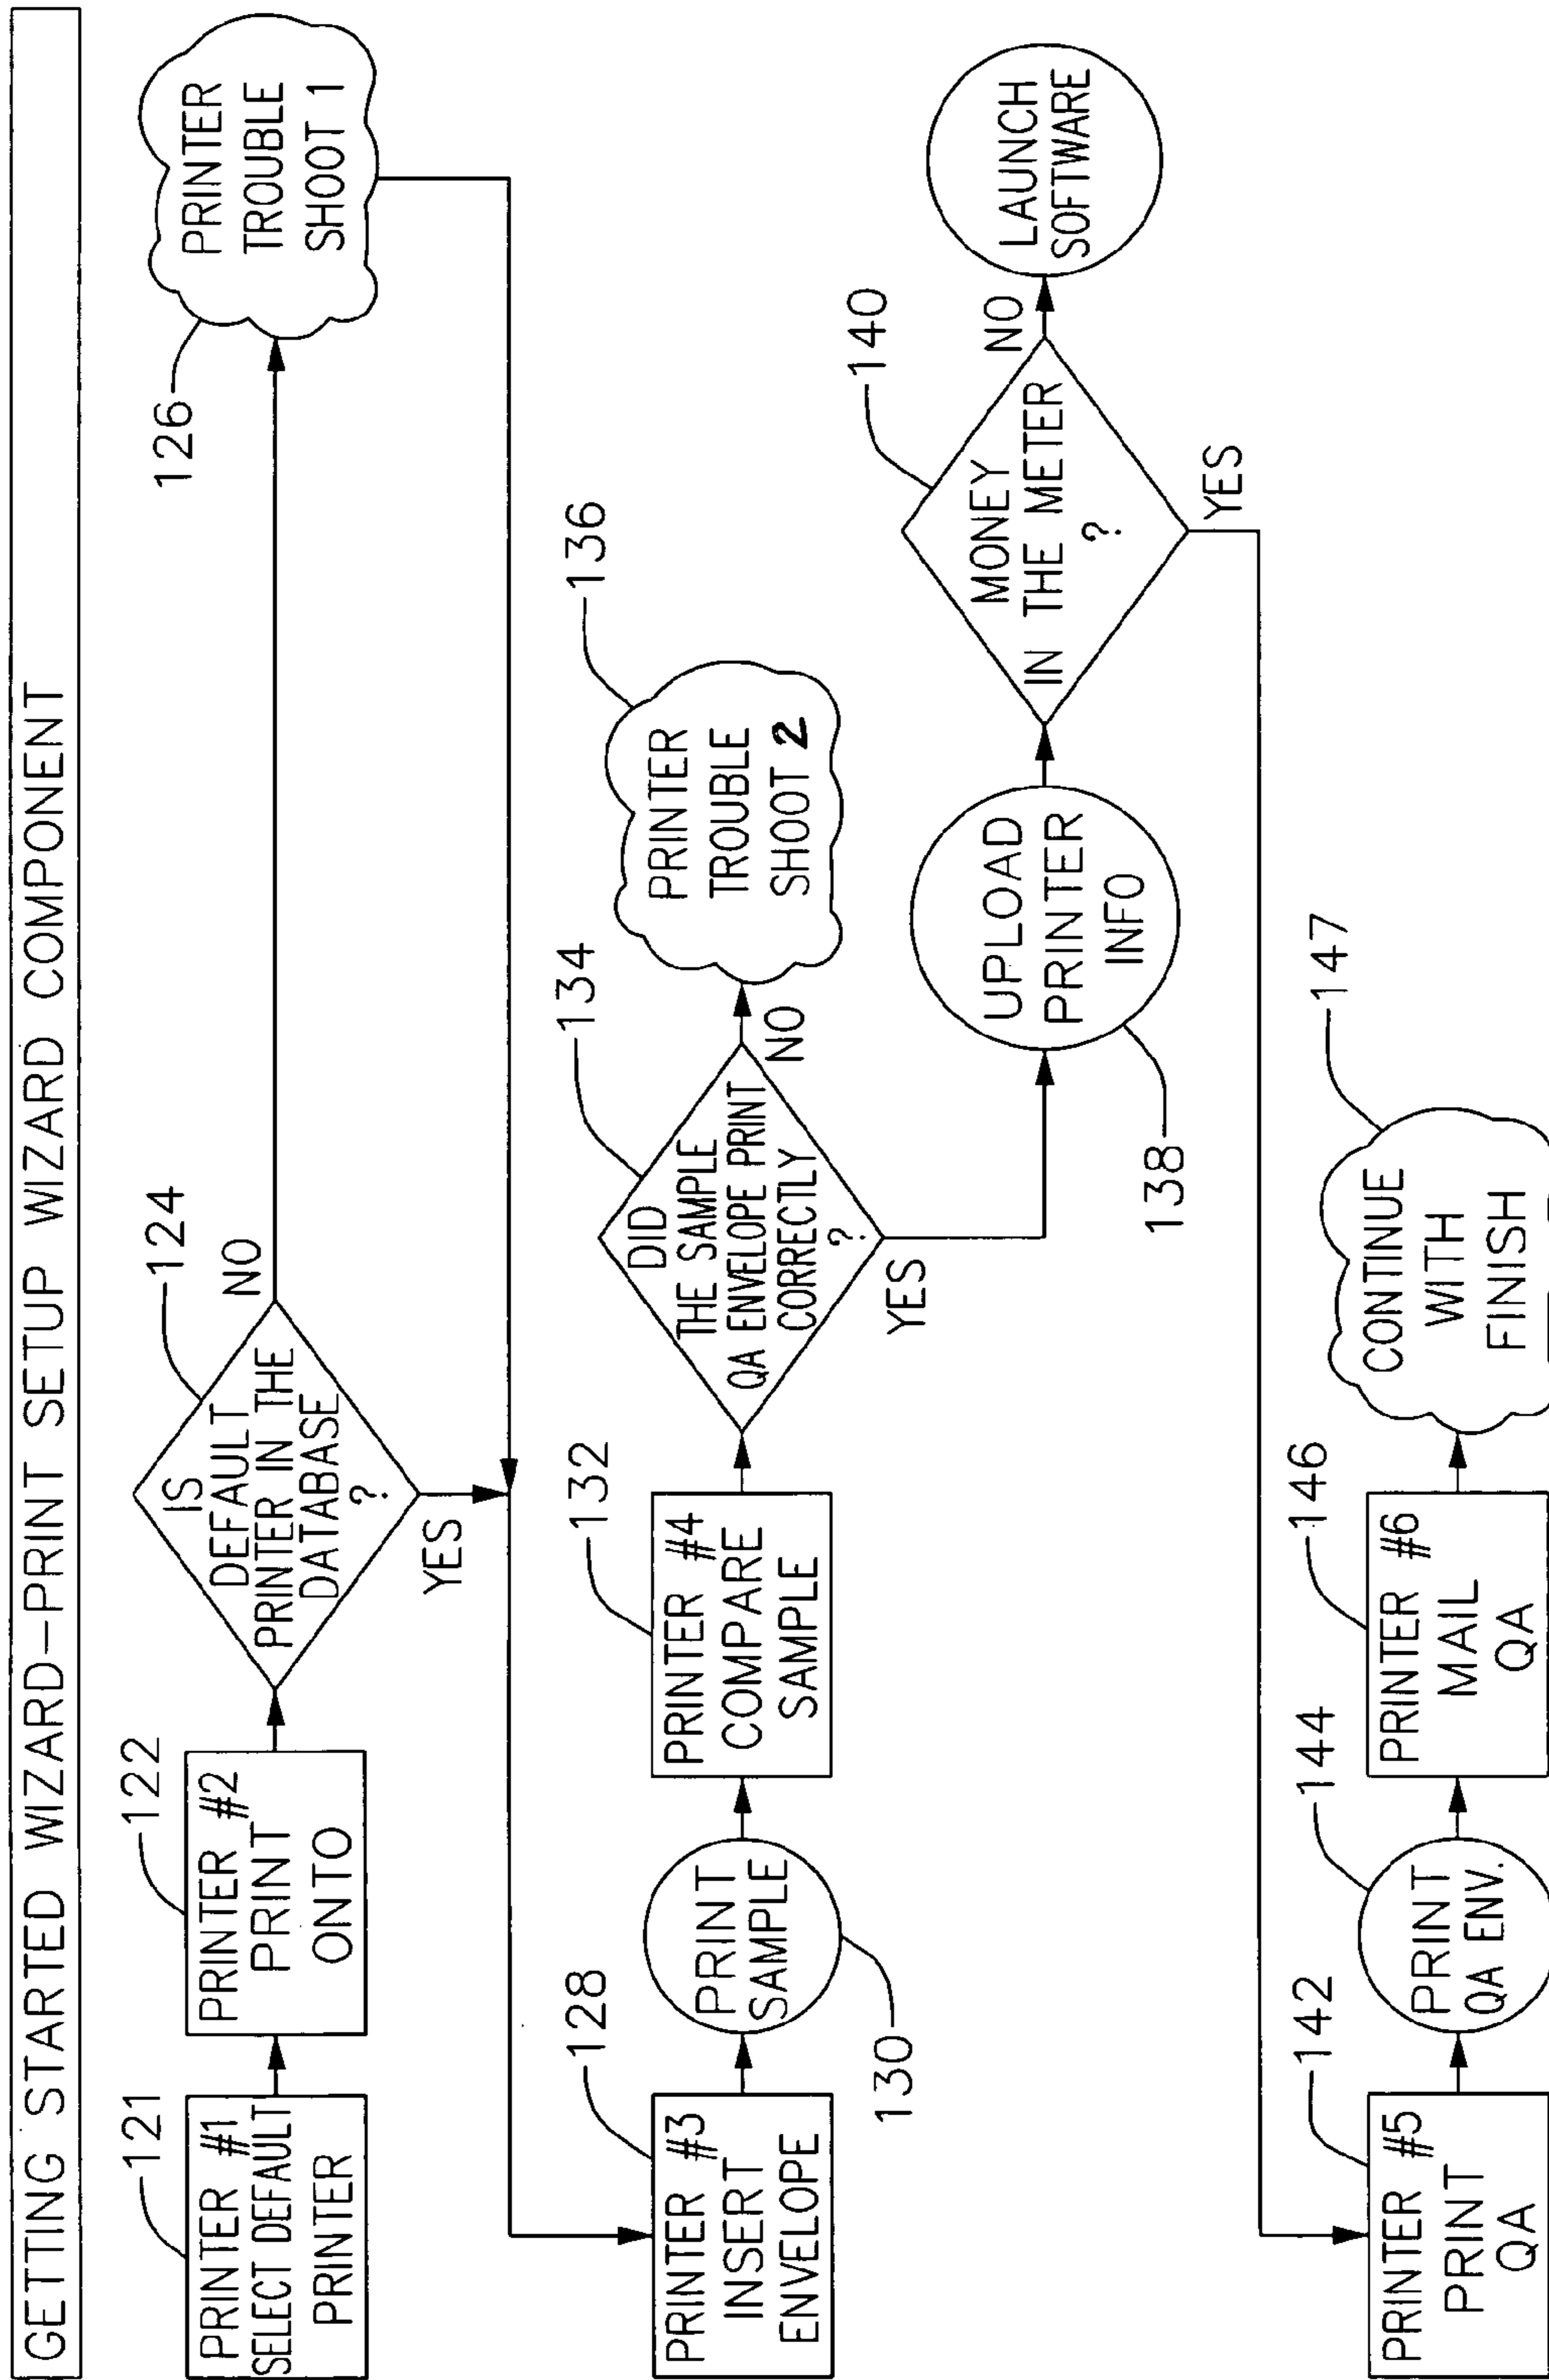 GETTING STARTED WIZARD-PRINT SETUP WIZARD COMPONENT
121
PRINTER #1
SELECT DEFAULT
PRINTER
122
PRINTER #2
PRINT
ONTO
124
IS
DEFAULT
PRINTER IN THE
DATABASE
?
NO
YES
126
PRINTER
TROUBLE
SHOOT 1
128
PRINTER #3
INSERT
ENVELOPE
PRINT
SAMPLE
130
132
PRINTER #4
COMPARE
SAMPLE
134
DID
THE SAMPLE
QA ENVELOPE PRINT
CORRECTLY
?
NO
YES
136
PRINTER
TROUBLE
SHOOT 2
UPLOAD
PRINTER
INFO
138
140
MONEY
IN THE METER
?
NO
YES
LAUNCH
SOFTWARE
142
PRINTER #5
PRINT
QA
144
PRINT
QA ENV.
146
PRINTER #6
MAIL
QA
147
CONTINUE
WITH
FINISH